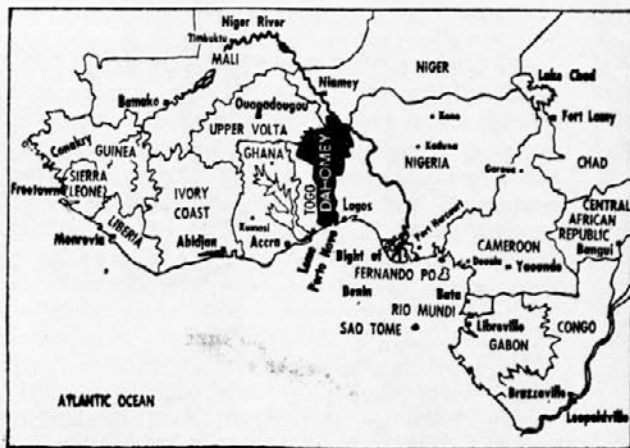 Niger River
Timbuktu
MALI
Niamey
NIGER
Lake Chad
Bamako
Ouagadougou
UPPER VOLTA
Kano
Fort Lamy
Conakry
GUINEA
GHANA
DAHOMEY
Kaduna
NIGERIA
CHAD
Garoua
SIERRA
LEONE
Freetown
IVORY
COAST
TOGO
Lagos
CENTRAL
AFRICAN
REPUBLIC
LIBERIA
Kumasi
Port Harcourt
Bangui
Monrovia
Abidjan
Accra
Lome
Porto Novo
Bight of
Benin
CAMEROON
FERNANDO PO
Douala
Yaounde
Bata
RIO MUNDI
SAO TOME
Libreville
GABON
CONGO
ATLANTIC OCEAN
Brazzaville
Leopoldville